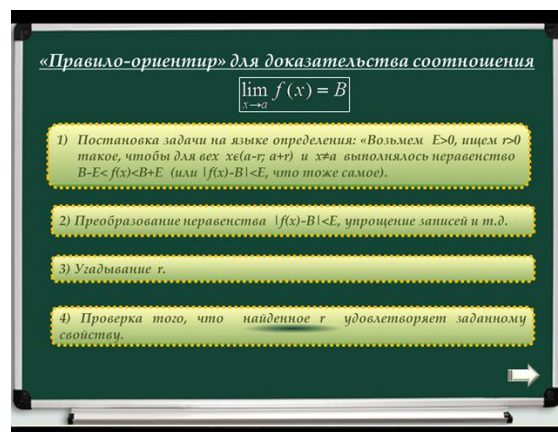 «Правило-ориентир» для доказательства соотношения
lim f(x) = B
x→a
1) Постановка задачи на языке определения: «Возьмем E>0, ищем r>0
такое, чтобы для вех xϵ(a-r; a+r) и x≠a выполнялось неравенство
B-E< f(x)<B+E (или |f(x)-B|<E, что тоже самое).
2) Преобразование неравенства |f(x)-B|<E, упрощение записей и т.д.
3) Угадывание r.
4) Проверка того, что найденное r удовлетворяет заданному
свойству.